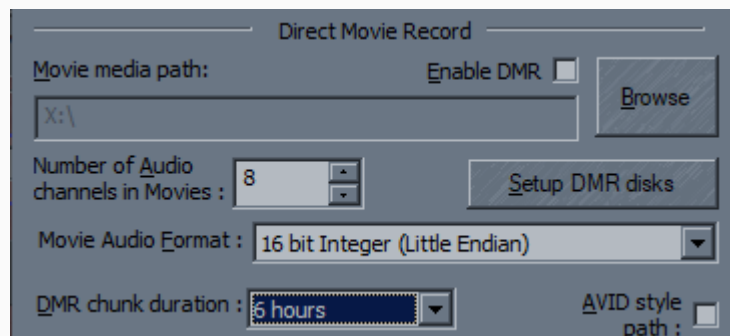 Direct Movie Record
Movie media path:
Enable DMR
X:\
Browse
Number of Audio
channels in Movies :
8
Setup DMR disks
Movie Audio Format :
16 bit Integer (Little Endian)
DMR chunk duration :
6 hours
AVID style
path :